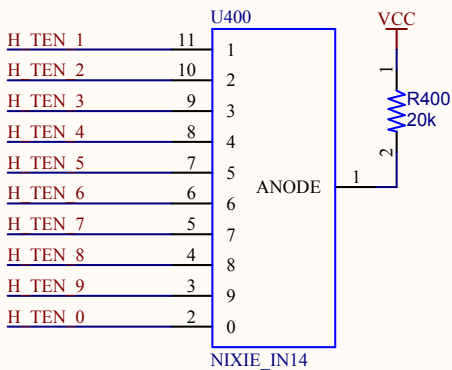 U400
VCC
H_TEN_1 11 1
H_TEN_2 10 2
H_TEN_3 9 3
H_TEN_4 8 4
H_TEN_5 7 5
H_TEN_6 6 6
H_TEN_7 5 7
H_TEN_8 4 8
H_TEN_9 3 9
H_TEN_0 2 0
ANODE 1
1
R400
20k
2
NIXIE_IN14